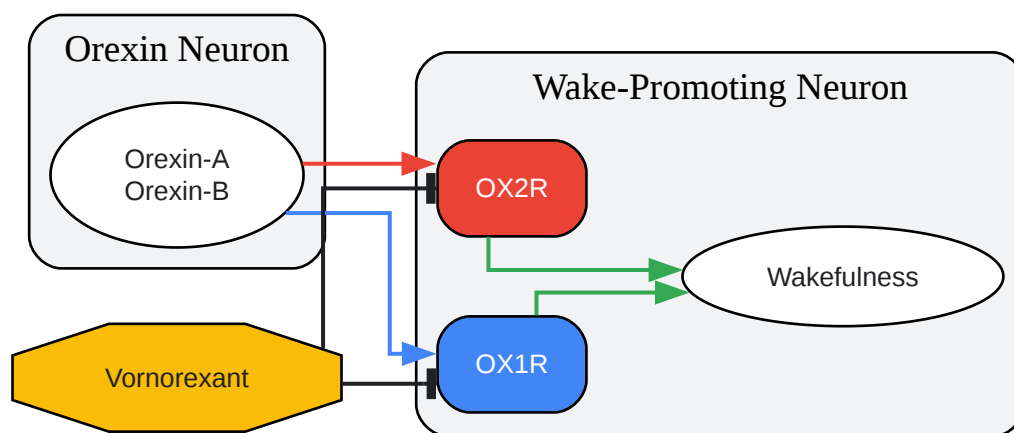 Orexin Neuron
Orexin-A
Orexin-B
Wake-Promoting Neuron
OX2R
Wakefulness
OX1R
Vornorexant